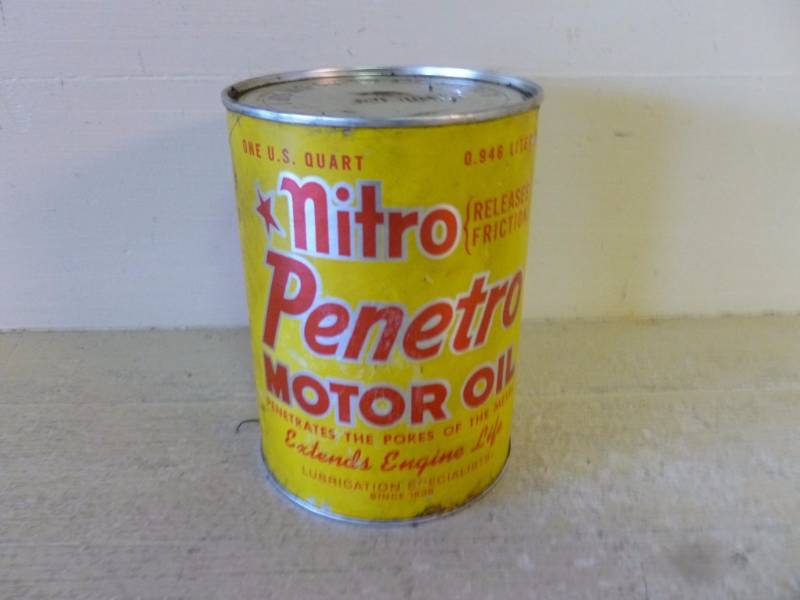 ONE U.S. QUART
0.946 LITER
Nitro
{RELEASES
FRICTION
Penetro
MOTOR OIL
PENETRATES THE PORES OF THE METAL
Extends Engine Life
LUBRICATION SPECIALISTS
SINCE